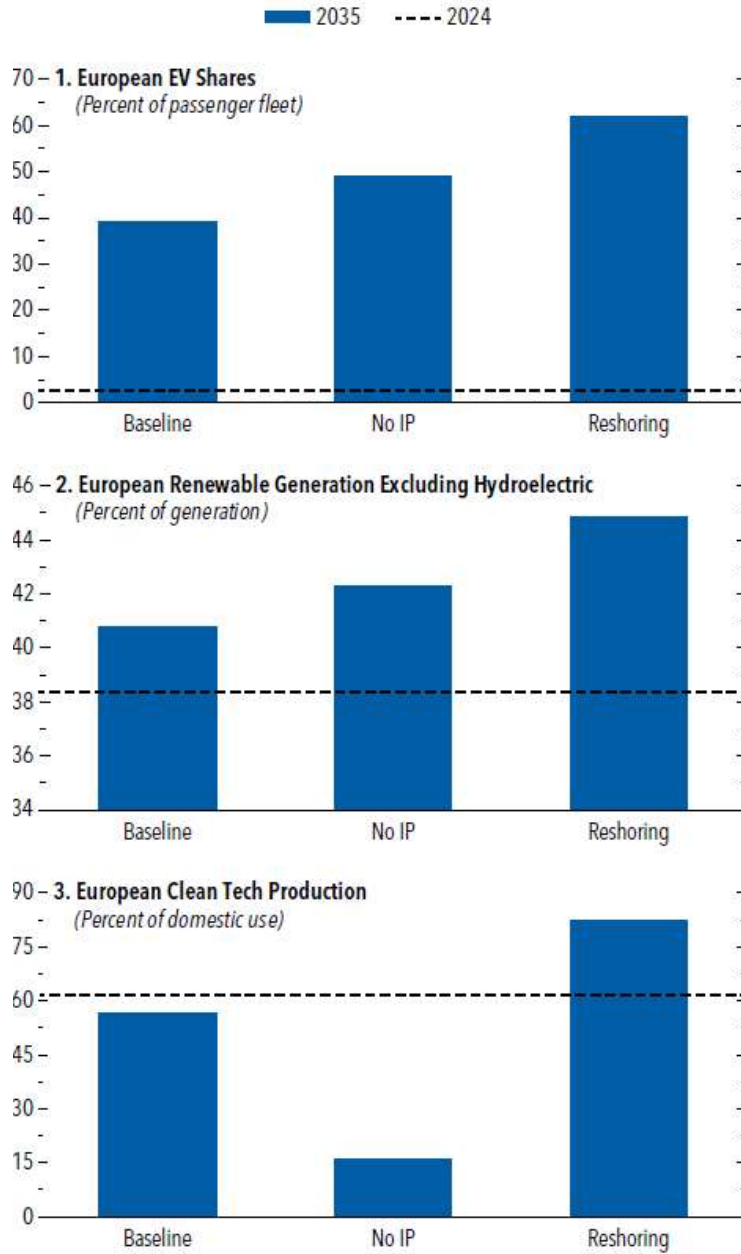 2035 2024
70
1. European EV Shares
(Percent of passenger fleet)
60
50
40
30
20
10
0
Baseline No IP Reshoring
46
2. European Renewable Generation Excluding Hydroelectric
(Percent of generation)
44
42
40
38
36
34
Baseline No IP Reshoring
90
3. European Clean Tech Production
(Percent of domestic use)
75
60
45
30
15
0
Baseline No IP Reshoring